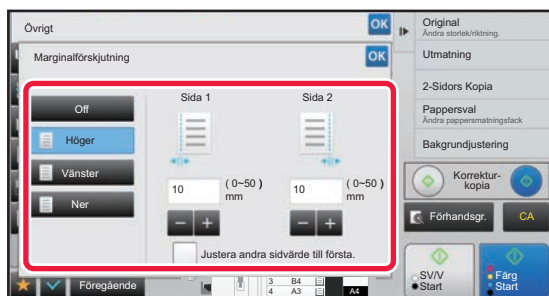 Övrigt
OK
Marginalförskjutning
OK
Off
Höger
Vänster
Ner
Sida 1
Sida 2
10
( 0~50 )
mm
10
( 0~50 )
mm
Justera andra sidvärde till första.
Föregående
3 B4
4 A3
A4
Original
Ändra storlek/riktning.
Utmatning
2-Sidors Kopia
Pappersval
Ändra pappersmatningsfack
Bakgrundjustering
Korrektur-
kopia
Förhandsgr.
CA
SV/V
Start
Färg
Start